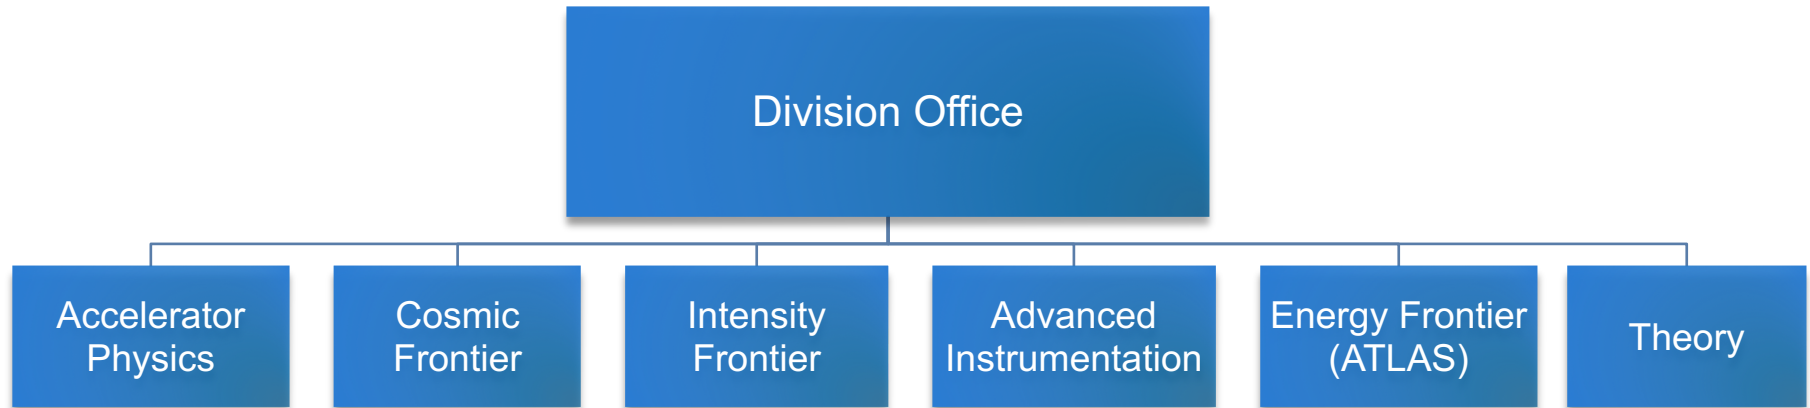 Division Office
Accelerator
Physics
Cosmic
Frontier
Intensity
Frontier
Advanced
Instrumentation
Energy Frontier
(ATLAS)
Theory